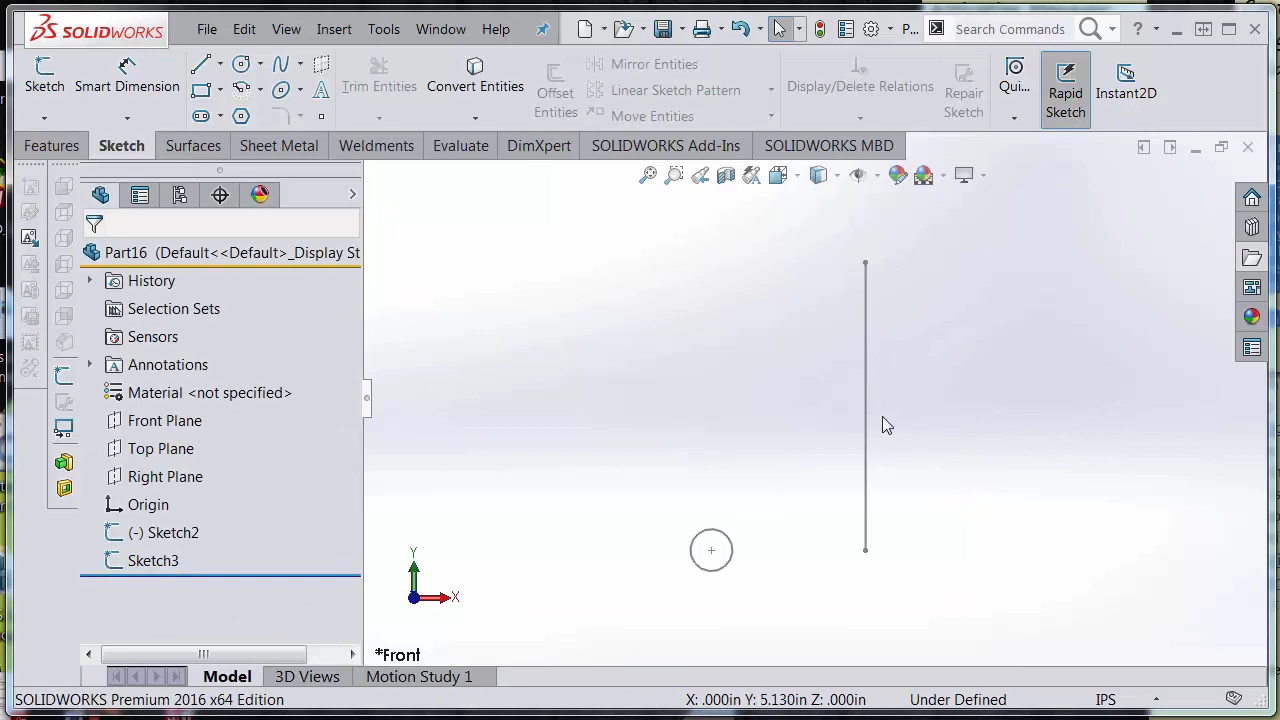 SOLIDWORKS File Edit View Insert Tools Window Help P... Search Commands ?
Sketch Smart Dimension Trim Entities Convert Entities Offset Entities Mirror Entities Display/Delete Relations Repair Sketch Qui... Rapid Sketch Instant2D
Linear Sketch Pattern
Move Entities
Features Sketch Surfaces Sheet Metal Weldments Evaluate DimXpert SOLIDWORKS Add-Ins SOLIDWORKS MBD
Part16 (Default<<Default>_Display St
History
Selection Sets
Sensors
Annotations
Material <not specified>
Front Plane
Top Plane
Right Plane
Origin
(-) Sketch2
Sketch3
Y
X
*Front
Model 3D Views Motion Study 1
SOLIDWORKS Premium 2016 x64 Edition X: .000in Y: 5.130in Z: .000in Under Defined IPS